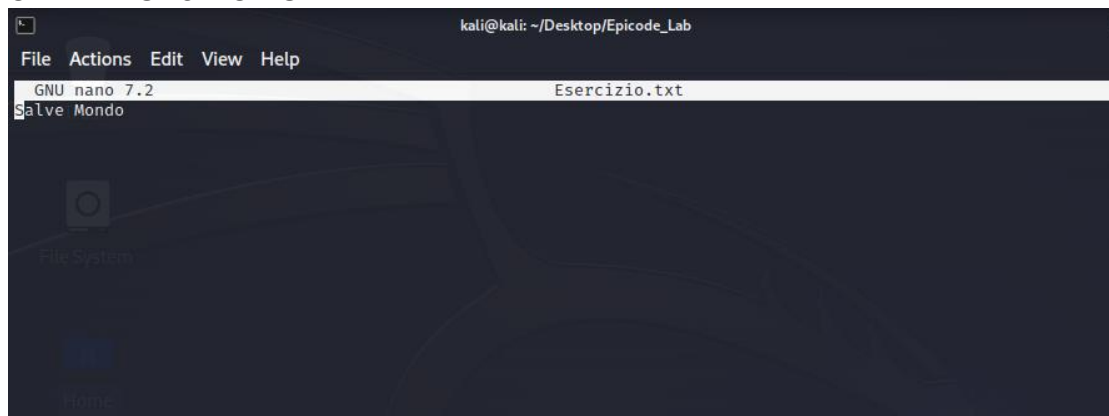 kali@kali: ~/Desktop/Epicode_Lab
File Actions Edit View Help
GNU nano 7.2 Esercizio.txt
Salve Mondo
File System
Home